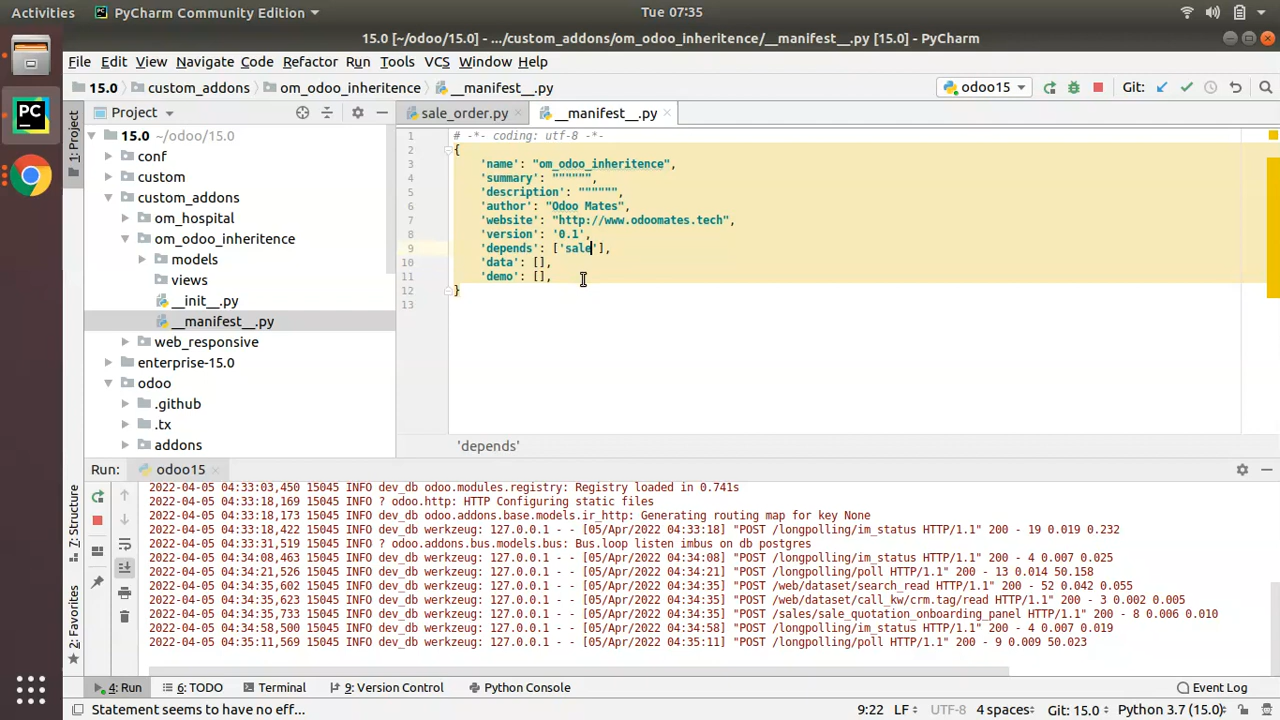 Activities
PyCharm Community Edition
Tue 07:35
15.0 [~/odoo/15.0] - .../custom_addons/om_odoo_inheritence/__manifest__.py [15.0] - PyCharm
File Edit View Navigate Code Refactor Run Tools VCS Window Help
15.0 custom_addons om_odoo_inheritence __manifest__.py
odoo15
Git:
Project
sale_order.py
__manifest__.py
1: Project
15.0 ~/odoo/15.0
conf
custom
custom_addons
om_hospital
om_odoo_inheritence
models
views
__init__.py
__manifest__.py
web_responsive
enterprise-15.0
odoo
.github
.tx
addons
1 # -*- coding: utf-8 -*-
2 {
3 'name': "om_odoo_inheritence",
4 'summary': """""",
5 'description': """""",
6 'author': "Odoo Mates",
7 'website': "http://www.odoomates.tech",
8 'version': '0.1',
9 'depends': ['sale'],
10 'data': [],
11 'demo': [],
12 }
13
'depends'
Run: odoo15
7: Structure
2: Favorites
2022-04-05 04:33:03,450 15045 INFO dev_db odoo.modules.registry: Registry loaded in 0.741s
2022-04-05 04:33:18,169 15045 INFO ? odoo.http: HTTP Configuring static files
2022-04-05 04:33:18,173 15045 INFO ? odoo.addons.base.models.ir_http: Generating routing map for key None
2022-04-05 04:33:18,422 15045 INFO dev_db werkzeug: 127.0.0.1 - - [05/Apr/2022 04:33:18] "POST /longpolling/im_status HTTP/1.1" 200 - 19 0.019 0.232
2022-04-05 04:33:31,519 15045 INFO ? odoo.addons.bus.models.bus: Bus.loop listen imbus on db postgres
2022-04-05 04:34:08,463 15045 INFO dev_db werkzeug: 127.0.0.1 - - [05/Apr/2022 04:34:08] "POST /longpolling/im_status HTTP/1.1" 200 - 4 0.007 0.025
2022-04-05 04:34:21,526 15045 INFO dev_db werkzeug: 127.0.0.1 - - [05/Apr/2022 04:34:21] "POST /longpolling/poll HTTP/1.1" 200 - 13 0.014 50.158
2022-04-05 04:34:35,602 15045 INFO dev_db werkzeug: 127.0.0.1 - - [05/Apr/2022 04:34:35] "POST /web/dataset/search_read HTTP/1.1" 200 - 52 0.042 0.055
2022-04-05 04:34:35,623 15045 INFO dev_db werkzeug: 127.0.0.1 - - [05/Apr/2022 04:34:35] "POST /web/dataset/call_kw/crm.tag/read HTTP/1.1" 200 - 3 0.002 0.005
2022-04-05 04:34:35,733 15045 INFO dev_db werkzeug: 127.0.0.1 - - [05/Apr/2022 04:34:35] "POST /sales/sale_quotation_onboarding_panel HTTP/1.1" 200 - 8 0.006 0.010
2022-04-05 04:34:58,500 15045 INFO dev_db werkzeug: 127.0.0.1 - - [05/Apr/2022 04:34:58] "POST /longpolling/im_status HTTP/1.1" 200 - 4 0.007 0.019
2022-04-05 04:35:11,569 15045 INFO dev_db werkzeug: 127.0.0.1 - - [05/Apr/2022 04:35:11] "POST /longpolling/poll HTTP/1.1" 200 - 9 0.009 50.023
4: Run 6: TODO Terminal 9: Version Control Python Console Event Log
Statement seems to have no eff... 9:22 LF UTF-8 4 spaces Git: 15.0 Python 3.7 (15.0)